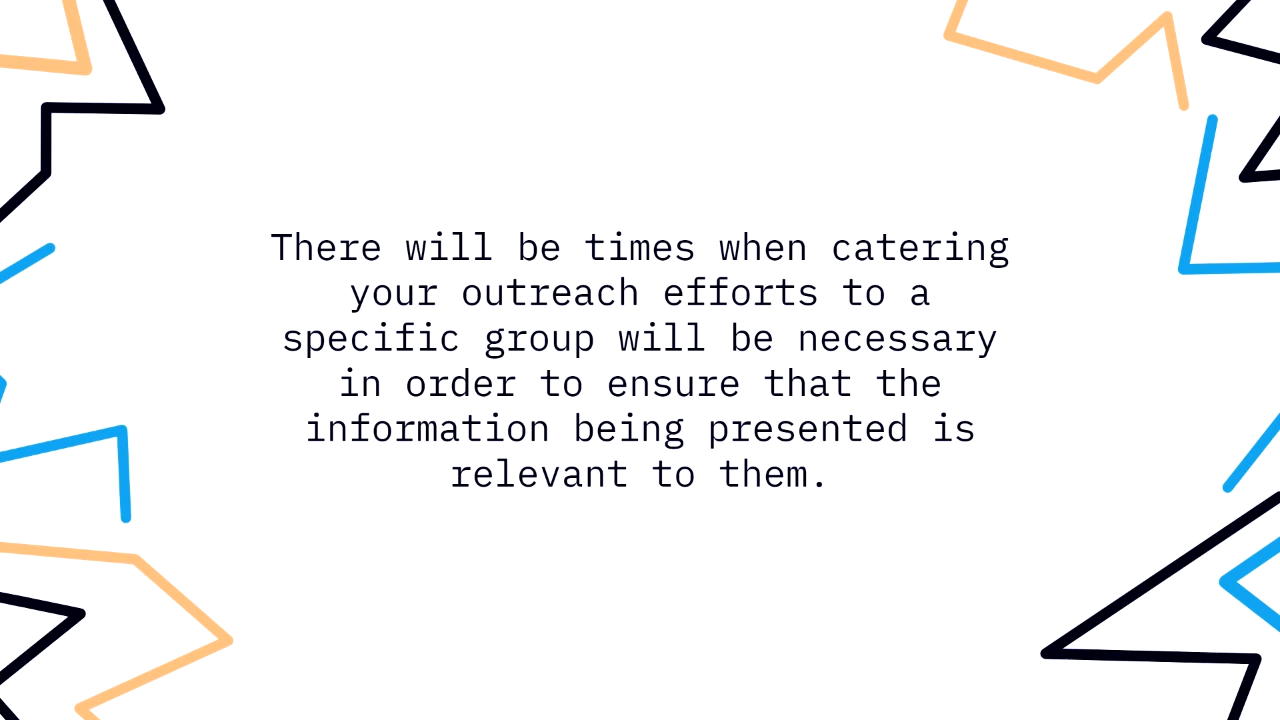 There will be times when catering
your outreach efforts to a
specific group will be necessary
in order to ensure that the
information being presented is
relevant to them.